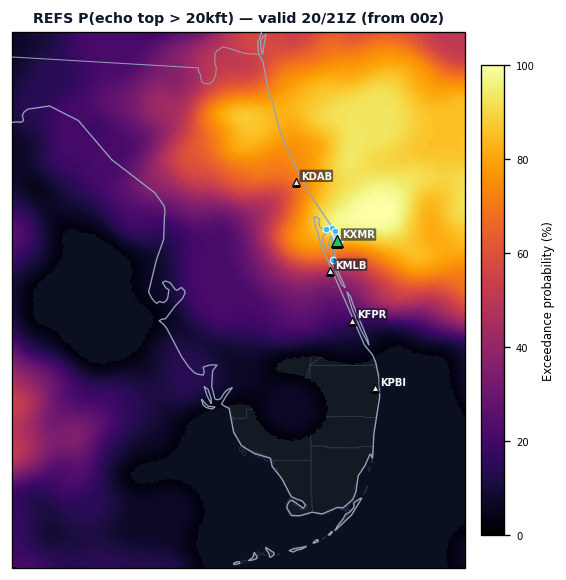 REFS P(echo top > 20kft) — valid 20/21Z (from 00z)
KDAB
KXMR
KMLB
KFPR
KPBI
100
80
60
40
20
0
Exceedance probability (%)